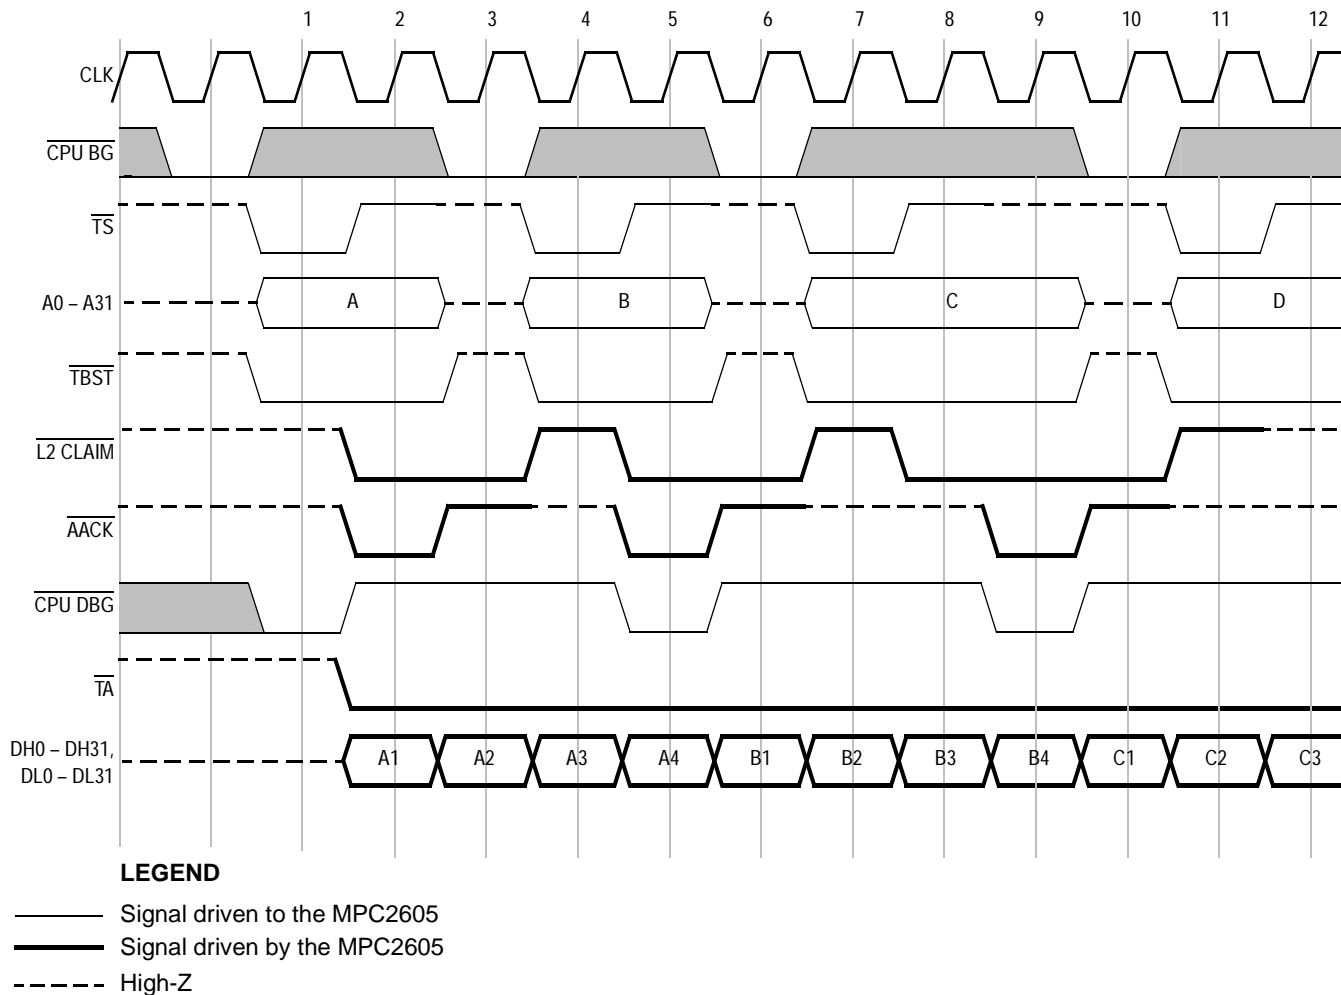 1 2 3 4 5 6 7 8 9 10 11 12
CLK
CPU BG
TS
A0 – A31 A B C D
TBST
L2 CLAIM
AACK
CPU DBG
TA
DH0 – DH31,
DL0 – DL31
A1 A2 A3 A4 B1 B2 B3 B4 C1 C2 C3
LEGEND
Signal driven to the MPC2605
Signal driven by the MPC2605
High-Z